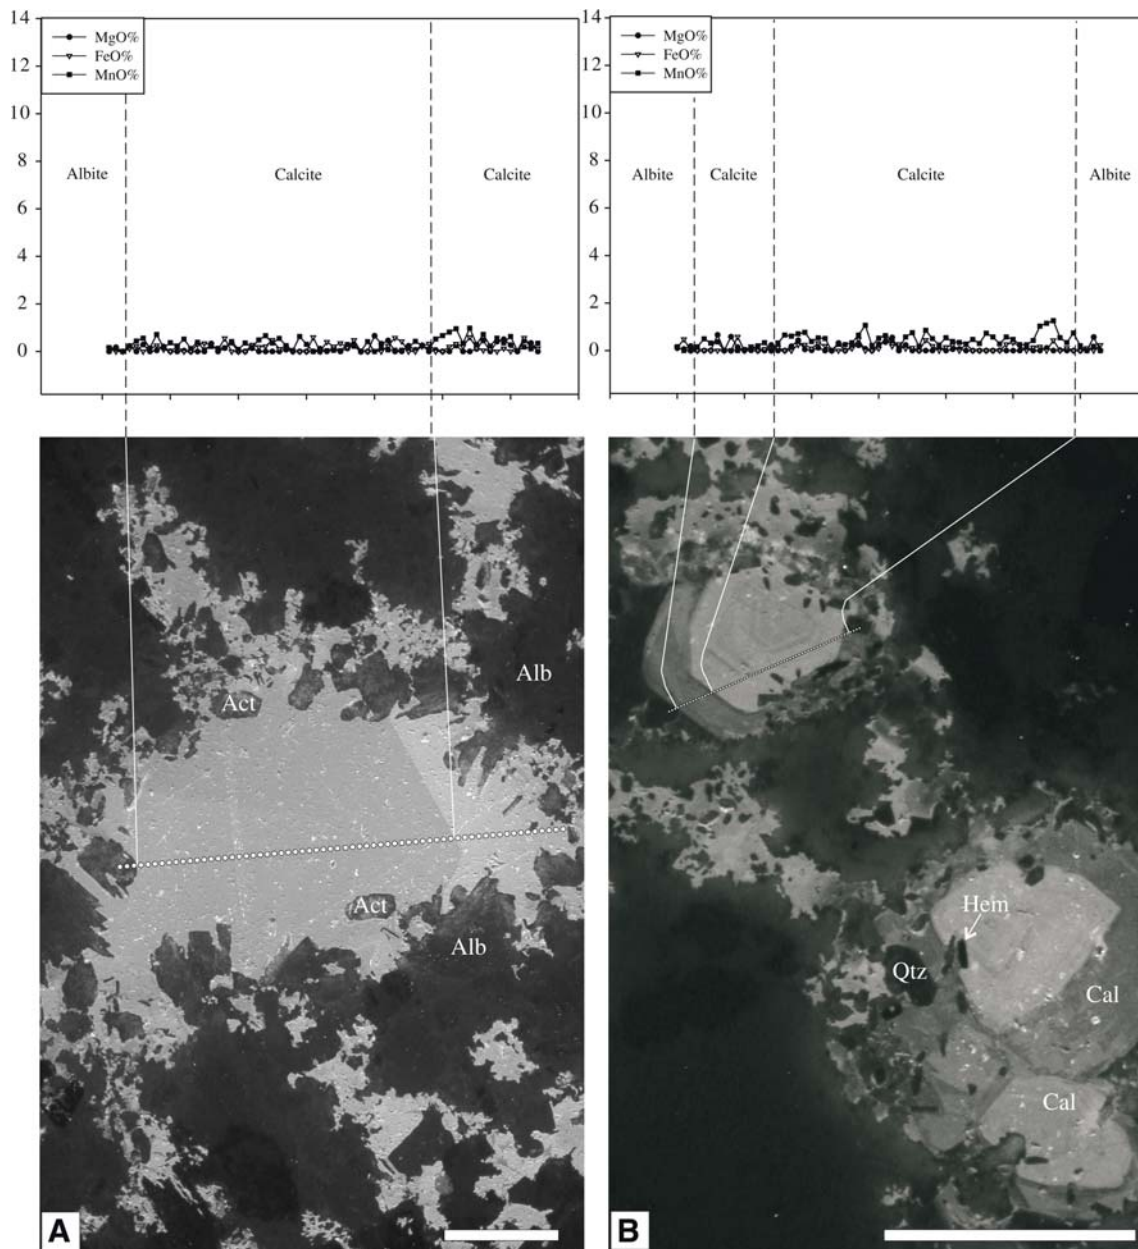 14
12
10
8
6
4
2
0
MgO%
FeO%
MnO%
Albite
Calcite
Calcite
14
12
10
8
6
4
2
0
MgO%
FeO%
MnO%
Albite
Calcite
Calcite
Albite
Alb
Act
Act
Alb
A
Hem
Qtz
Cal
Cal
B